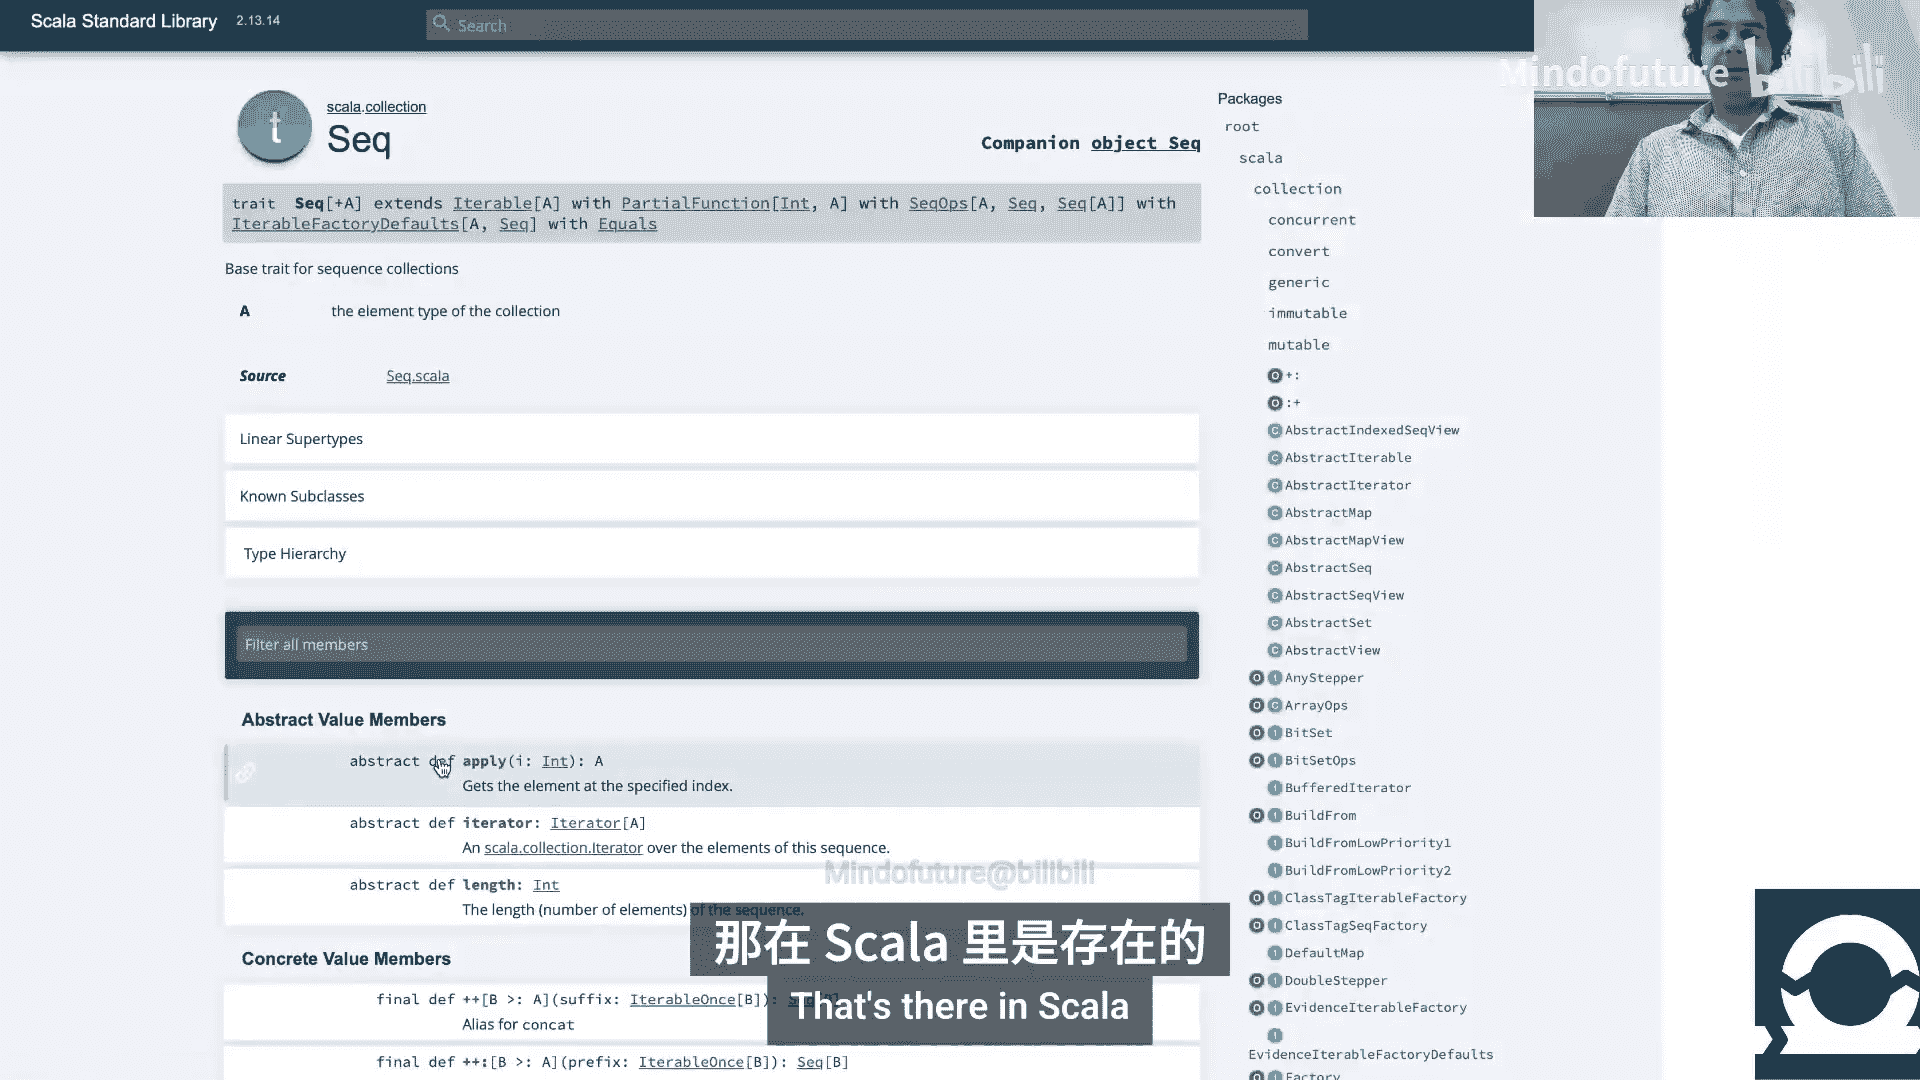 Scala Standard Library 2.13.14
Search
Mindofuture bilibili
scala.collection
Seq
Companion object Seq
trait Seq[+A] extends Iterable[A] with PartialFunction[Int, A] with SeqOps[A, Seq, Seq[A]] with
IterableFactoryDefaults[A, Seq] with Equals
Base trait for sequence collections
A the element type of the collection
Source Seq.scala
Linear Supertypes
Known Subclasses
Type Hierarchy
Filter all members
Abstract Value Members
abstract def apply(i: Int): A
Gets the element at the specified index.
abstract def iterator: Iterator[A]
An scala.collection.Iterator over the elements of this sequence.
abstract def length: Int
The length (number of elements) of the sequence.
Concrete Value Members
final def ++[B >: A](suffix: IterableOnce[B]): Seq[B]
Alias for concat
final def ++:[B >: A](prefix: IterableOnce[B]): Seq[B]
Packages
root
scala
collection
concurrent
convert
generic
immutable
mutable
+:
:+
AbstractIndexedSeqView
AbstractIterable
AbstractIterator
AbstractMap
AbstractMapView
AbstractSeq
AbstractSeqView
AbstractSet
AbstractView
AnyStepper
ArrayOps
BitSet
BitSetOps
BufferedIterator
BuildFrom
BuildFromLowPriority1
BuildFromLowPriority2
ClassTagIterableFactory
ClassTagSeqFactory
DefaultMap
DoubleStepper
EvidenceIterableFactory
EvidenceIterableFactoryDefaults
Factory
Mindofuture@bilibili
那在 Scala 里是存在的
That's there in Scala